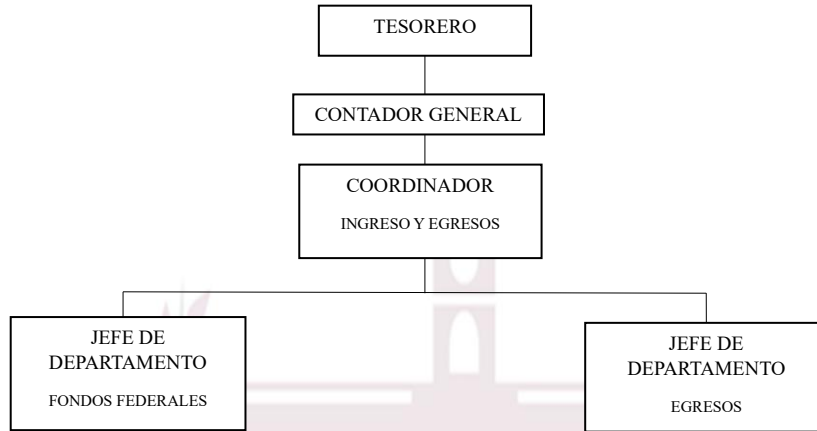 TESORERO
CONTADOR GENERAL
COORDINADOR
INGRESO Y EGRESOS
JEFE DE
DEPARTAMENTO
FONDOS FEDERALES
JEFE DE
DEPARTAMENTO
EGRESOS